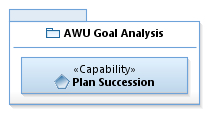 AWU Goal Analysis
«Capability»
Plan Succession